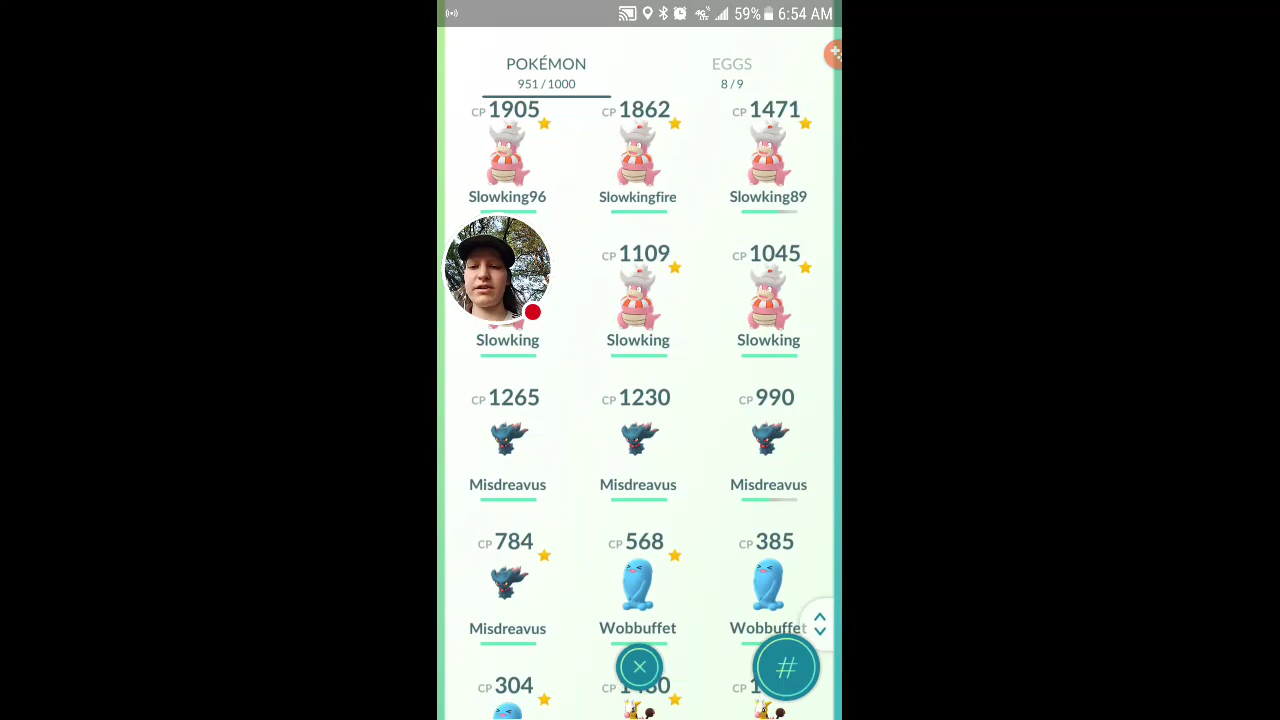 59% 6:54 AM
POKÉMON EGGS
951 / 1000 8 / 9
CP 1905 CP 1862 CP 1471
Slowking96 Slowkingfire Slowking89
CP 1109 CP 1045
Slowking Slowking Slowking
CP 1265 CP 1230 CP 990
Misdreavus Misdreavus Misdreavus
CP 784 CP 568 CP 385
Misdreavus Wobbuffet Wobbuffet
CP 304 CP
#